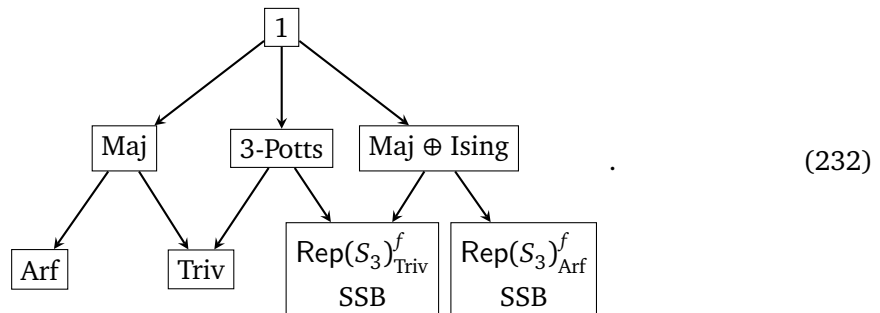 1
Maj
3-Potts
Maj ⊕ Ising
.
(232)
Arf
Triv
Rep(S₃)ᶠ_Triv
SSB
Rep(S₃)ᶠ_Arf
SSB